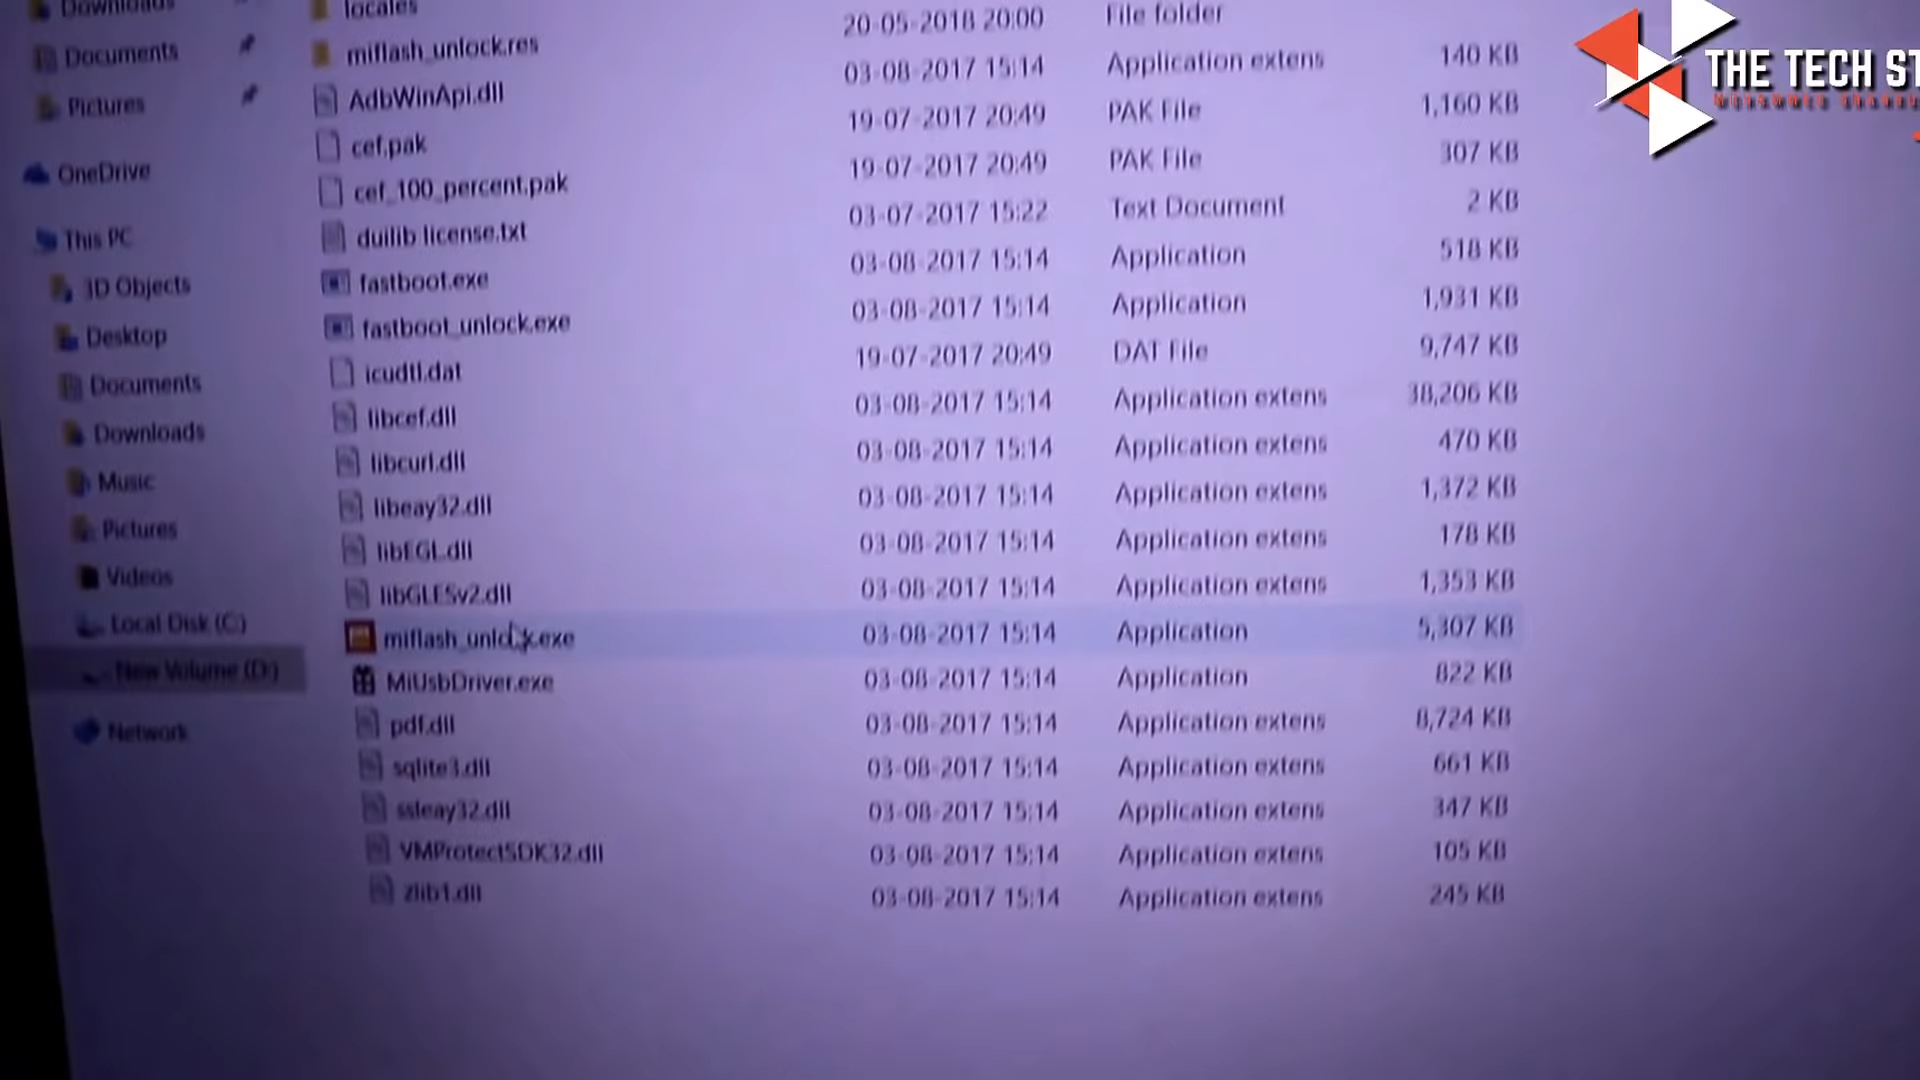 Downloads
Documents
Pictures
OneDrive
This PC
3D Objects
Desktop
Documents
Downloads
Music
Pictures
Videos
Local Disk (C:)
New Volume (D:)
Network
locales
miflash_unlock.res 20-05-2018 20:00 File folder
AdbWinApi.dll 03-08-2017 15:14 Application extens 140 KB
cef.pak 19-07-2017 20:49 PAK File 1,160 KB
cef_100_percent.pak 19-07-2017 20:49 PAK File 307 KB
duilib license.txt 03-07-2017 15:22 Text Document 2 KB
fastboot.exe 03-08-2017 15:14 Application 518 KB
fastboot_unlock.exe 03-08-2017 15:14 Application 1,931 KB
icudtl.dat 19-07-2017 20:49 DAT File 9,747 KB
libcef.dll 03-08-2017 15:14 Application extens 38,206 KB
libcurl.dll 03-08-2017 15:14 Application extens 470 KB
libeay32.dll 03-08-2017 15:14 Application extens 1,372 KB
libEGL.dll 03-08-2017 15:14 Application extens 178 KB
libGLESv2.dll 03-08-2017 15:14 Application extens 1,353 KB
miflash_unlock.exe 03-08-2017 15:14 Application 5,307 KB
MiUsbDriver.exe 03-08-2017 15:14 Application 822 KB
pdf.dll 03-08-2017 15:14 Application extens 8,724 KB
sqlite3.dll 03-08-2017 15:14 Application extens 661 KB
ssleay32.dll 03-08-2017 15:14 Application extens 347 KB
VMProtectSDK32.dll 03-08-2017 15:14 Application extens 105 KB
zlib1.dll 03-08-2017 15:14 Application extens 245 KB
THE TECH ST